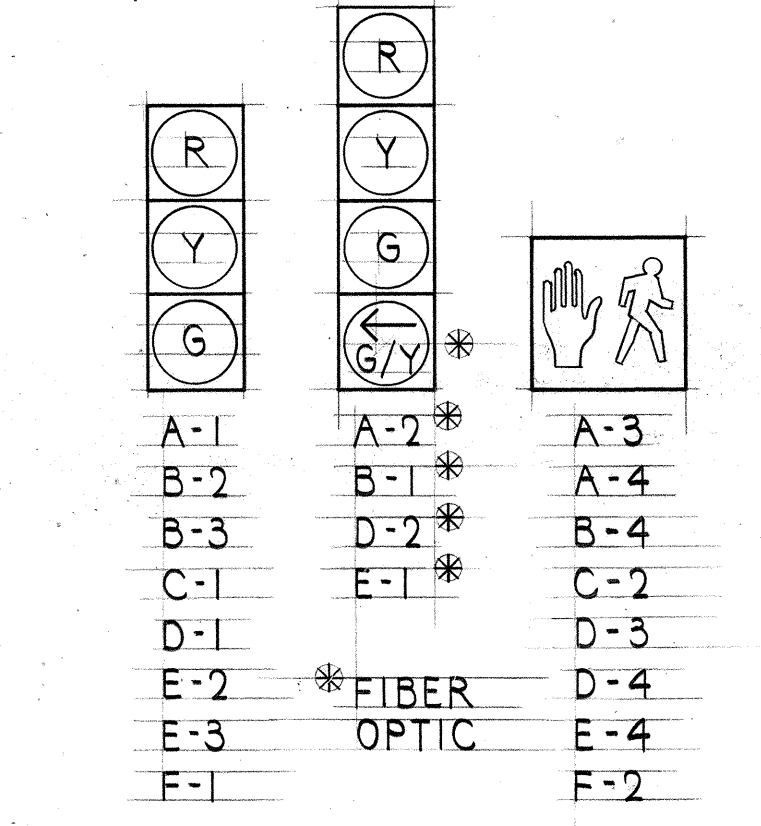 R
Y
G
A-1
B-2
B-3
C-1
D-1
E-2
E-3
F-1
R
Y
G
G/Y
A-2
B-1
D-2
E-1
FIBER
OPTIC
A-3
A-4
B-4
C-2
D-3
D-4
E-4
F-2